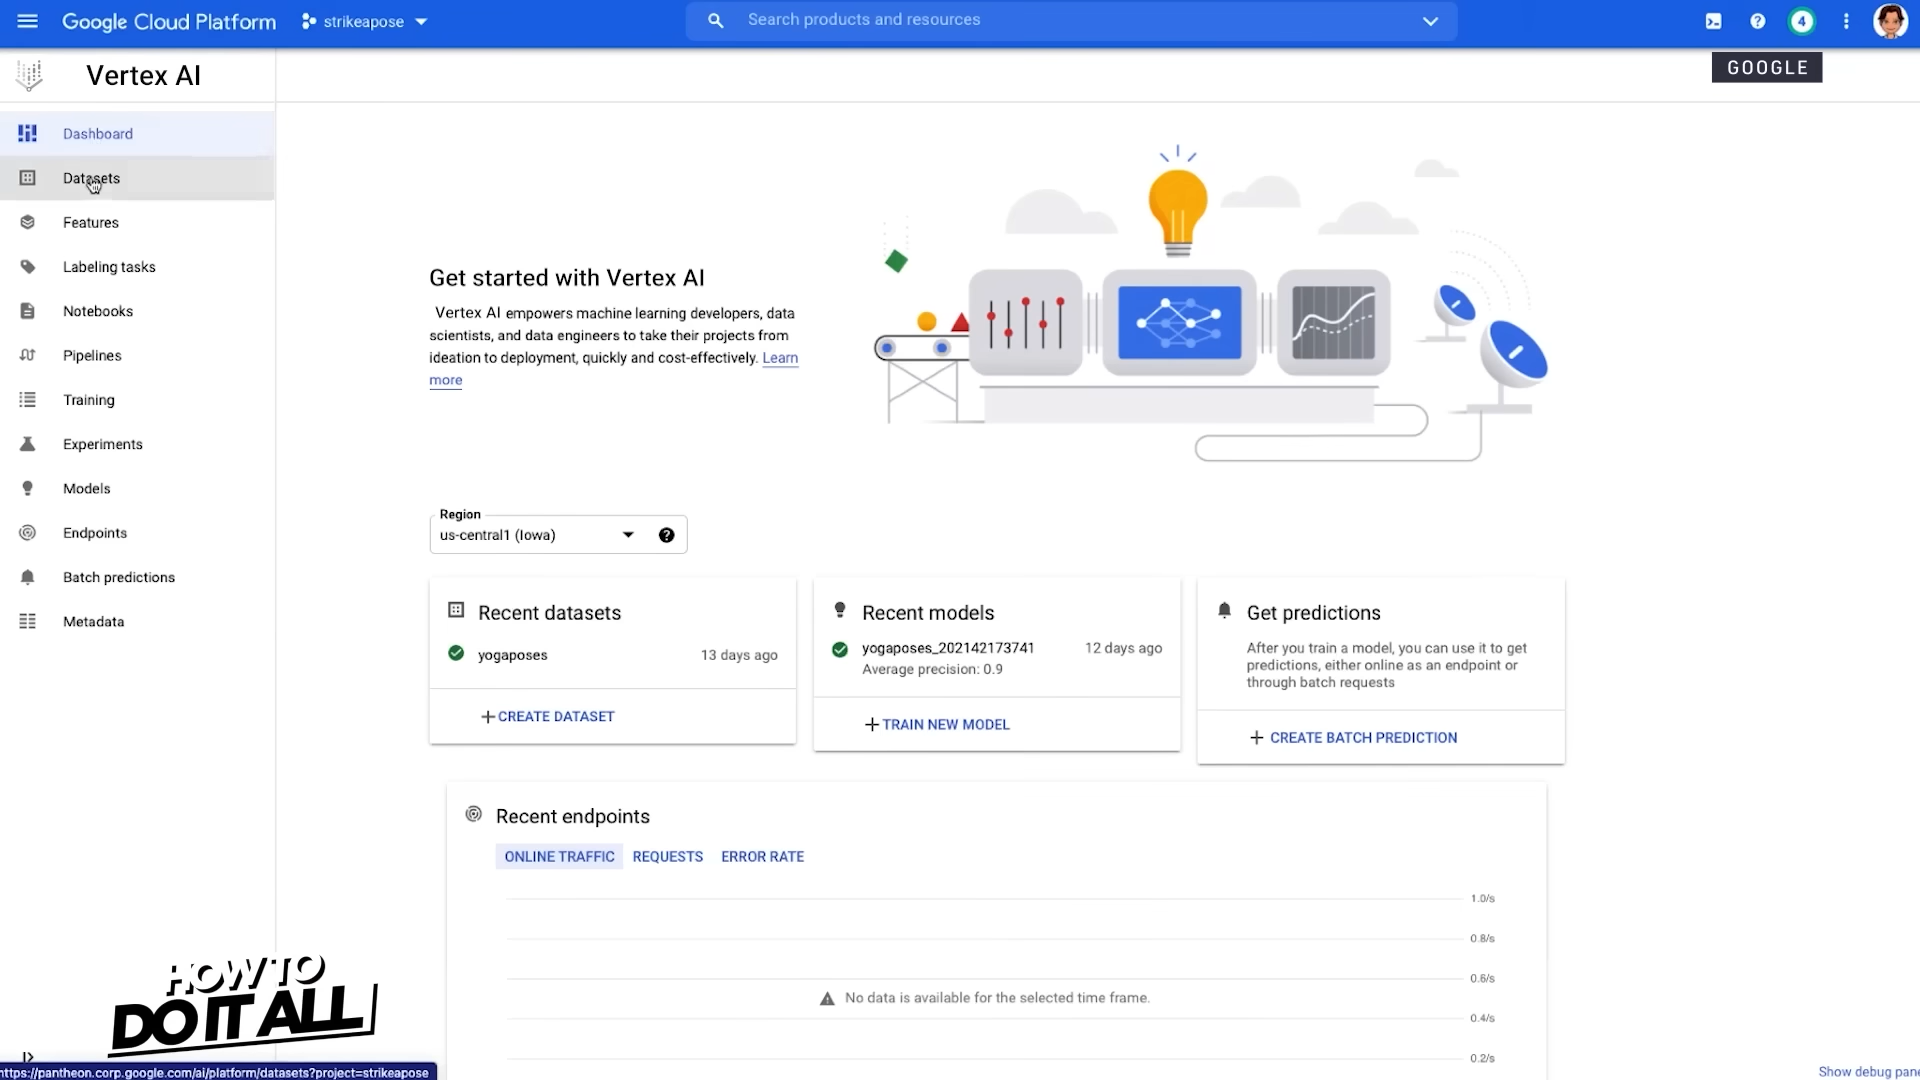 Google Cloud Platform
strikeapose
Search products and resources
4
Vertex AI
GOOGLE
Dashboard
Datasets
Features
Labeling tasks
Notebooks
Pipelines
Training
Experiments
Models
Endpoints
Batch predictions
Metadata
Get started with Vertex AI
Vertex AI empowers machine learning developers, data
scientists, and data engineers to take their projects from
ideation to deployment, quickly and cost-effectively. Learn
more
Region
us-central1 (Iowa)
Recent datasets
yogaposes 13 days ago
CREATE DATASET
Recent models
yogaposes_202142173741 12 days ago
Average precision: 0.9
TRAIN NEW MODEL
Get predictions
After you train a model, you can use it to get
predictions, either online as an endpoint or
through batch requests
CREATE BATCH PREDICTION
Recent endpoints
ONLINE TRAFFIC REQUESTS ERROR RATE
1.0/s
0.8/s
0.6/s
No data is available for the selected time frame.
0.4/s
0.2/s
HOW TO
DO IT ALL
https://pantheon.corp.google.com/ai/platform/datasets?project=strikeapose
Show debug pane